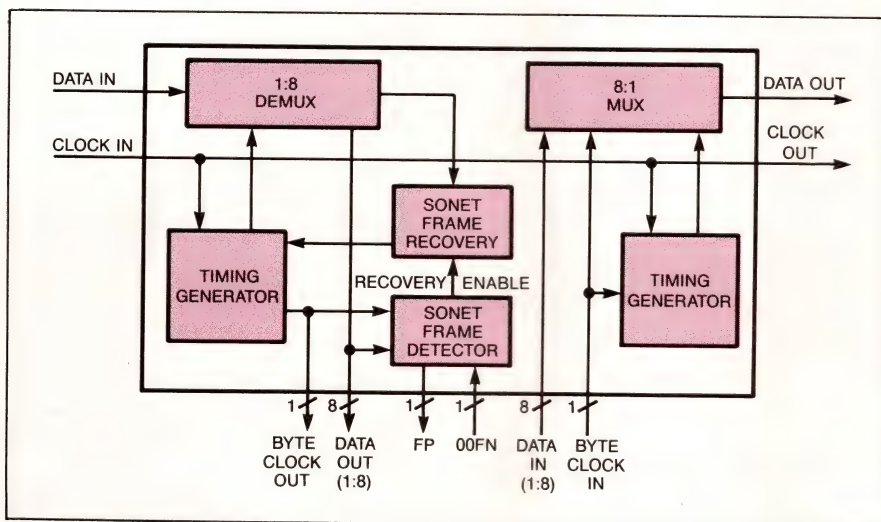 DATA IN
1:8
DEMUX
8:1
MUX
DATA OUT
CLOCK IN
CLOCK
OUT
SONET
FRAME
RECOVERY
TIMING
GENERATOR
RECOVERY ENABLE
TIMING
GENERATOR
SONET
FRAME
DETECTOR
1 8 1 1 8 1
BYTE
CLOCK
OUT
DATA
OUT
(1:8)
FP
00FN
DATA
IN
(1:8)
BYTE
CLOCK
IN